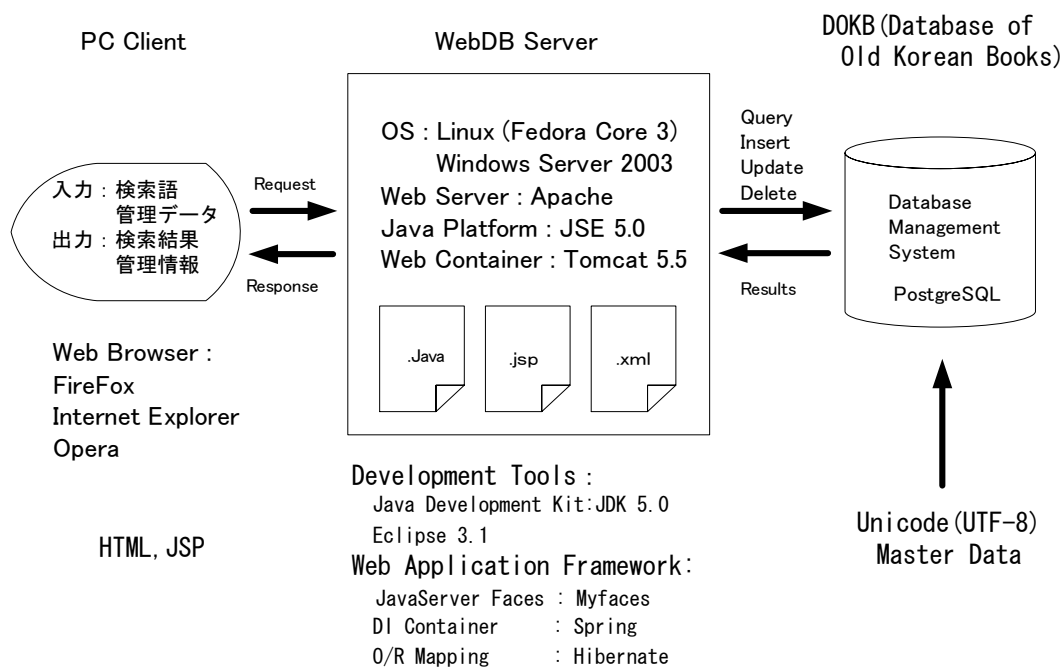 PC Client
入力：検索語
管理データ
出力：検索結果
管理情報
Web Browser :
FireFox
Internet Explorer
Opera
HTML, JSP
Request
Response
WebDB Server
OS : Linux (Fedora Core 3)
Windows Server 2003
Web Server : Apache
Java Platform : JSE 5.0
Web Container : Tomcat 5.5
.Java
.jsp
.xml
Development Tools :
Java Development Kit:JDK 5.0
Eclipse 3.1
Web Application Framework:
JavaServer Faces : Myfaces
DI Container : Spring
O/R Mapping : Hibernate
Query
Insert
Update
Delete
Results
DOKB(Database of
Old Korean Books)
Database
Management
System
PostgreSQL
Unicode(UTF-8)
Master Data